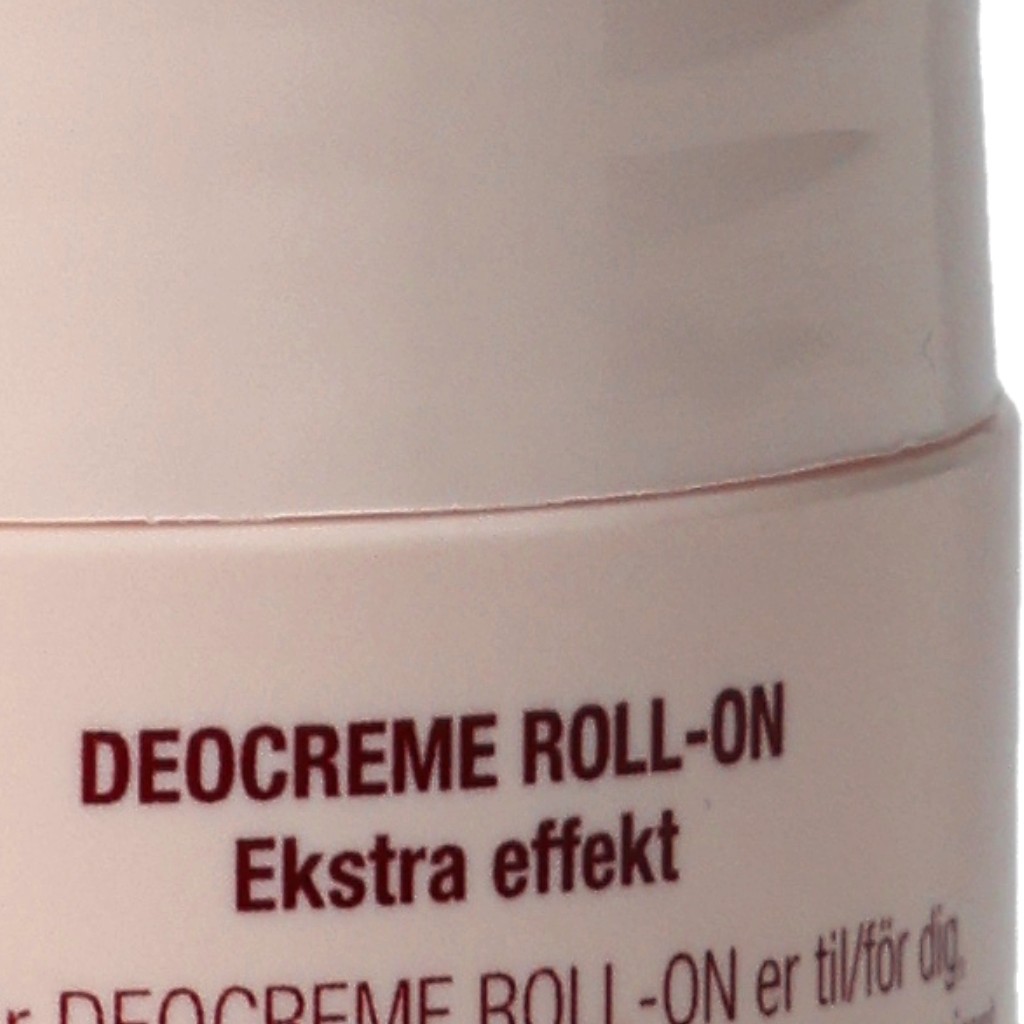 DEOCREME ROLL-ON
Ekstra effekt
DEOCREME ROLL-ON er til/för dig,